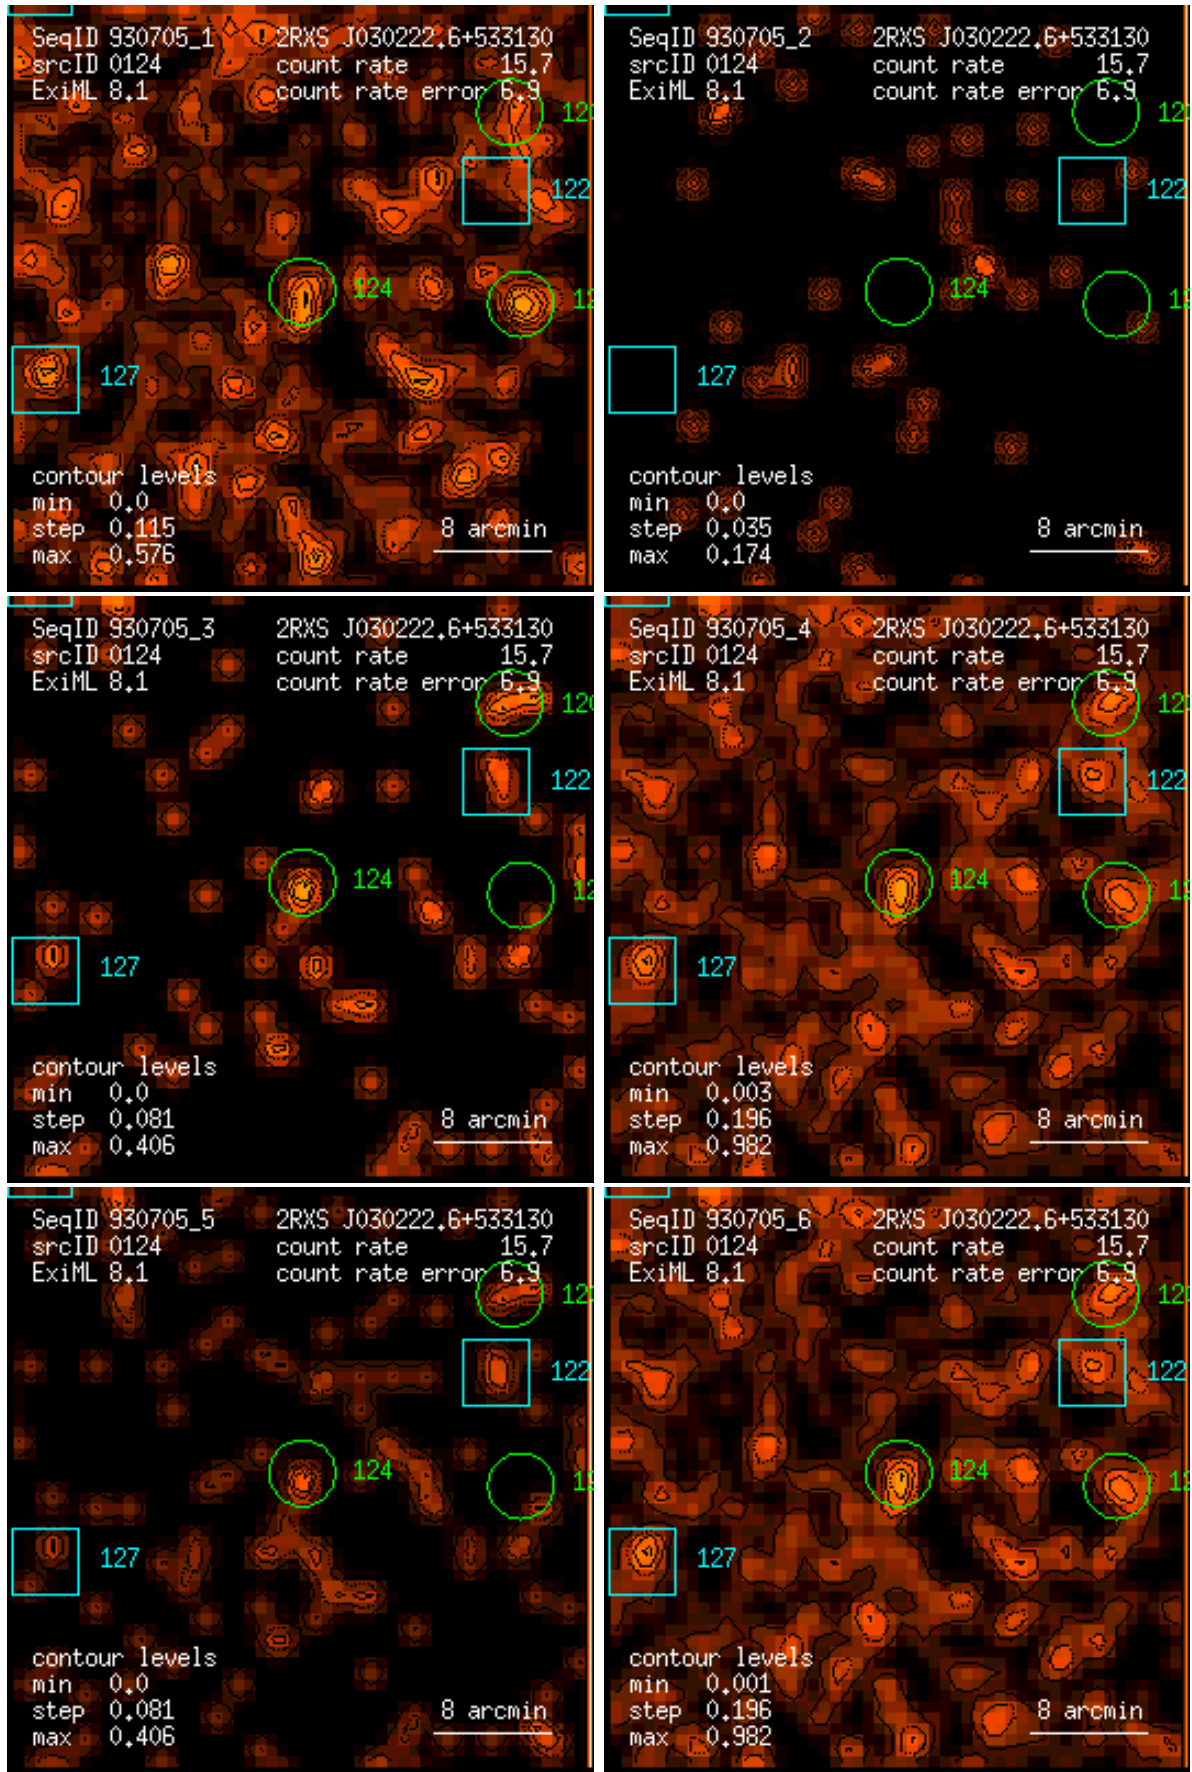 SeqID 930705_1 2RXS J030222.6+533130
srcID 0124 count rate 15.7
ExiML 8.1 count rate error 6.9
120
122
124
127
contour levels
min 0.0
step 0.115
max 0.576
8 arcmin
SeqID 930705_2 2RXS J030222.6+533130
srcID 0124 count rate 15.7
ExiML 8.1 count rate error 6.9
120
122
124
127
contour levels
min 0.0
step 0.035
max 0.174
8 arcmin
SeqID 930705_3 2RXS J030222.6+533130
srcID 0124 count rate 15.7
ExiML 8.1 count rate error 6.9
120
122
124
127
contour levels
min 0.0
step 0.081
max 0.406
8 arcmin
SeqID 930705_4 2RXS J030222.6+533130
srcID 0124 count rate 15.7
ExiML 8.1 count rate error 6.9
120
122
124
127
contour levels
min 0.003
step 0.196
max 0.982
8 arcmin
SeqID 930705_5 2RXS J030222.6+533130
srcID 0124 count rate 15.7
ExiML 8.1 count rate error 6.9
120
122
124
127
contour levels
min 0.0
step 0.081
max 0.406
8 arcmin
SeqID 930705_6 2RXS J030222.6+533130
srcID 0124 count rate 15.7
ExiML 8.1 count rate error 6.9
120
122
124
127
contour levels
min 0.001
step 0.196
max 0.982
8 arcmin